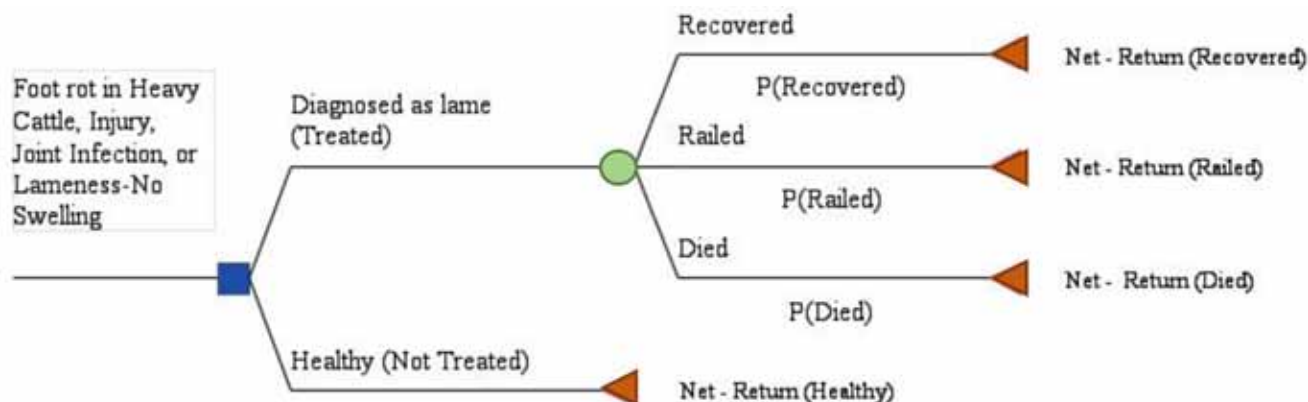 Foot rot in Heavy
Cattle, Injury,
Joint Infection, or
Lameness-No
Swelling
Diagnosed as lame
(Treated)
Recovered
P(Recovered)
Net - Return (Recovered)
Railed
P(Railed)
Net - Return (Railed)
Died
P(Died)
Net - Return (Died)
Healthy (Not Treated)
Net - Return (Healthy)